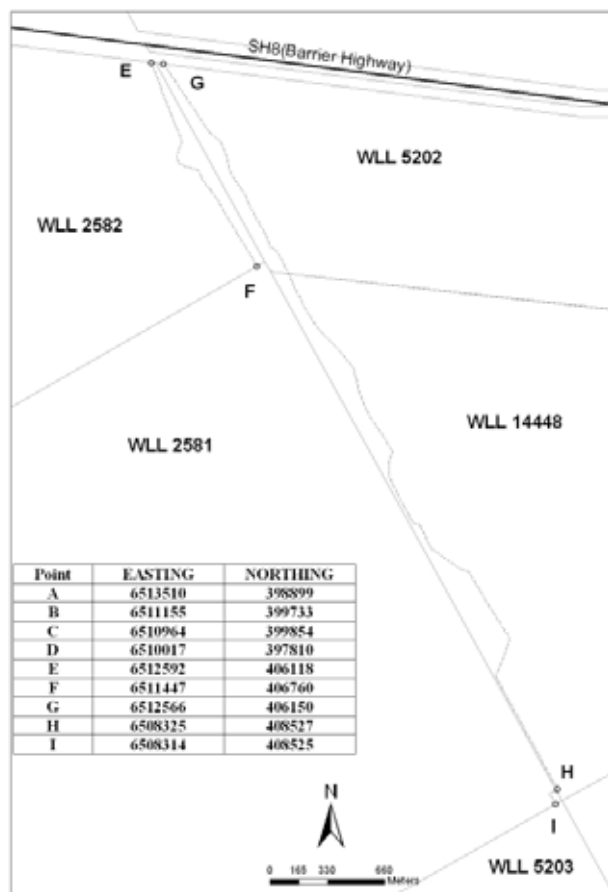 SH8(Barrier Highway)
E
G
WLL 5202
WLL 2582
F
WLL 14448
WLL 2581
Point EASTING NORTHING
A 6513510 398899
B 6511155 399733
C 6510964 399854
D 6510017 397810
E 6512592 406118
F 6511447 406760
G 6512566 406150
H 6508325 408527
I 6508314 408525
H
I
N
0 165 330 660
Meters
WLL 5203